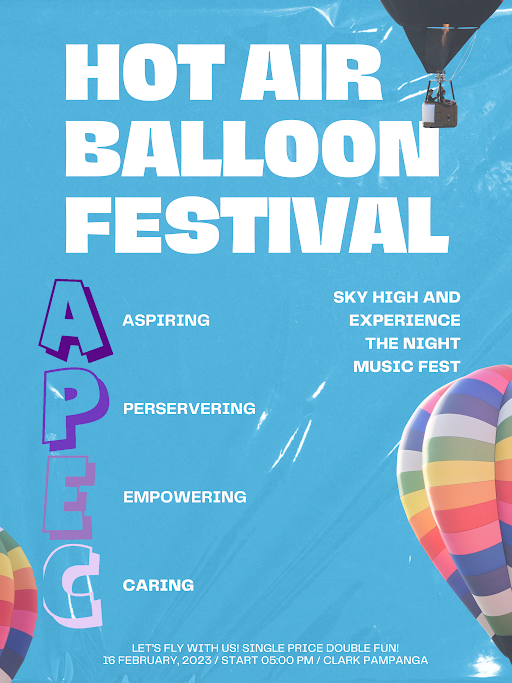 HOT AIR
BALLOON
FESTIVAL
SKY HIGH AND
EXPERIENCE
THE NIGHT
MUSIC FEST
A ASPIRING
P PERSERVERING
E EMPOWERING
C CARING
LET'S FLY WITH US! SINGLE PRICE DOUBLE FUN!
16 FEBRUARY, 2023 / START 05:00 PM / CLARK PAMPANGA